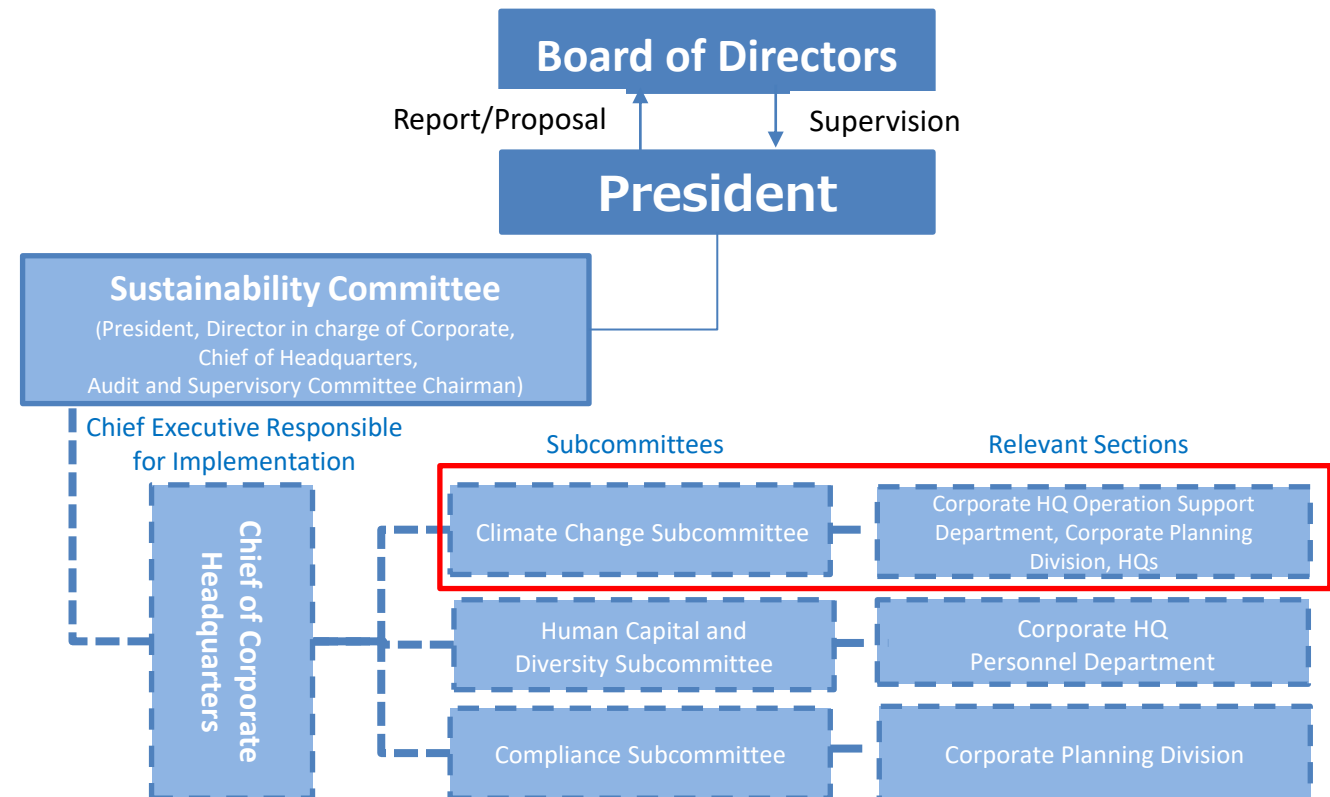 Board of Directors
Report/Proposal
Supervision
President
Sustainability Committee
(President, Director in charge of Corporate,
Chief of Headquarters,
Audit and Supervisory Committee Chairman)
Chief Executive Responsible
for Implementation
Subcommittees
Relevant Sections
Chief of Corporate
Headquarters
Climate Change Subcommittee
Corporate HQ Operation Support
Department, Corporate Planning
Division, HQs
Human Capital and
Diversity Subcommittee
Corporate HQ
Personnel Department
Compliance Subcommittee
Corporate Planning Division